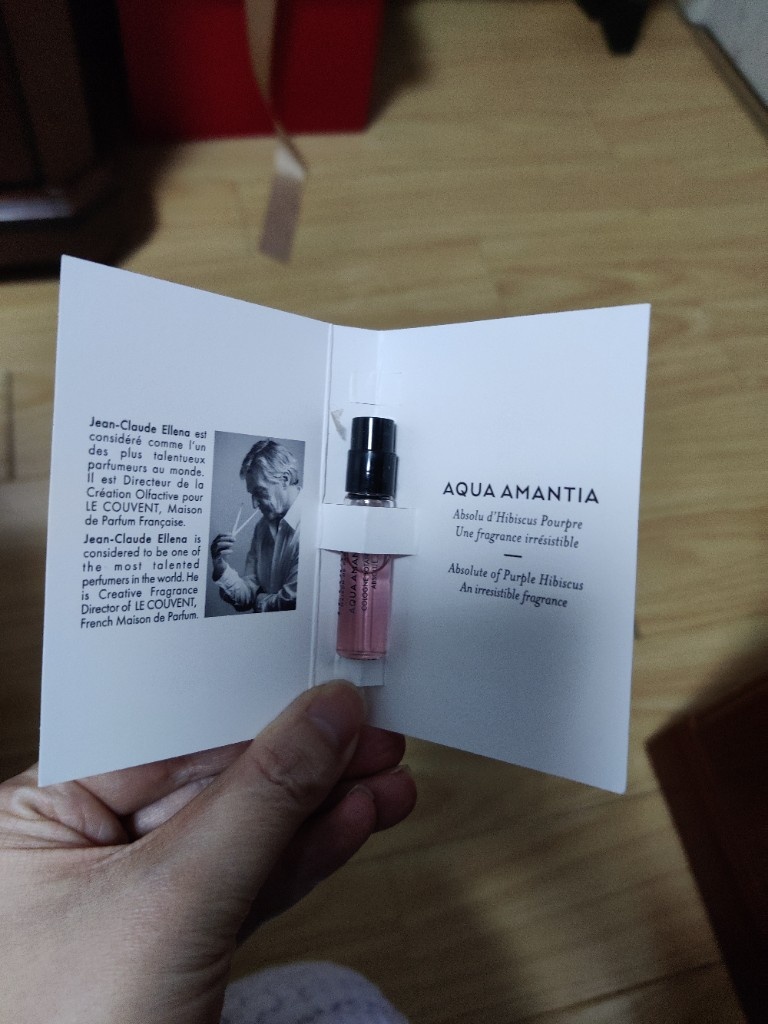 Jean-Claude Ellena est
considéré comme l'un
des plus talentueux
parfumeurs au monde.
Il est Directeur de la
Création Olfactive pour
LE COUVENT, Maison
de Parfum Française.
Jean-Claude Ellena is
considered to be one of
the most talented
perfumers in the world. He
is Creative Fragrance
Director of LE COUVENT,
French Maison de Parfum.
AQUA AMAN
COLOGNE
AQUA AMANTIA
Absolu d'Hibiscus Pourpre
Une fragrance irrésistible
Absolute of Purple Hibiscus
An irresistible fragrance